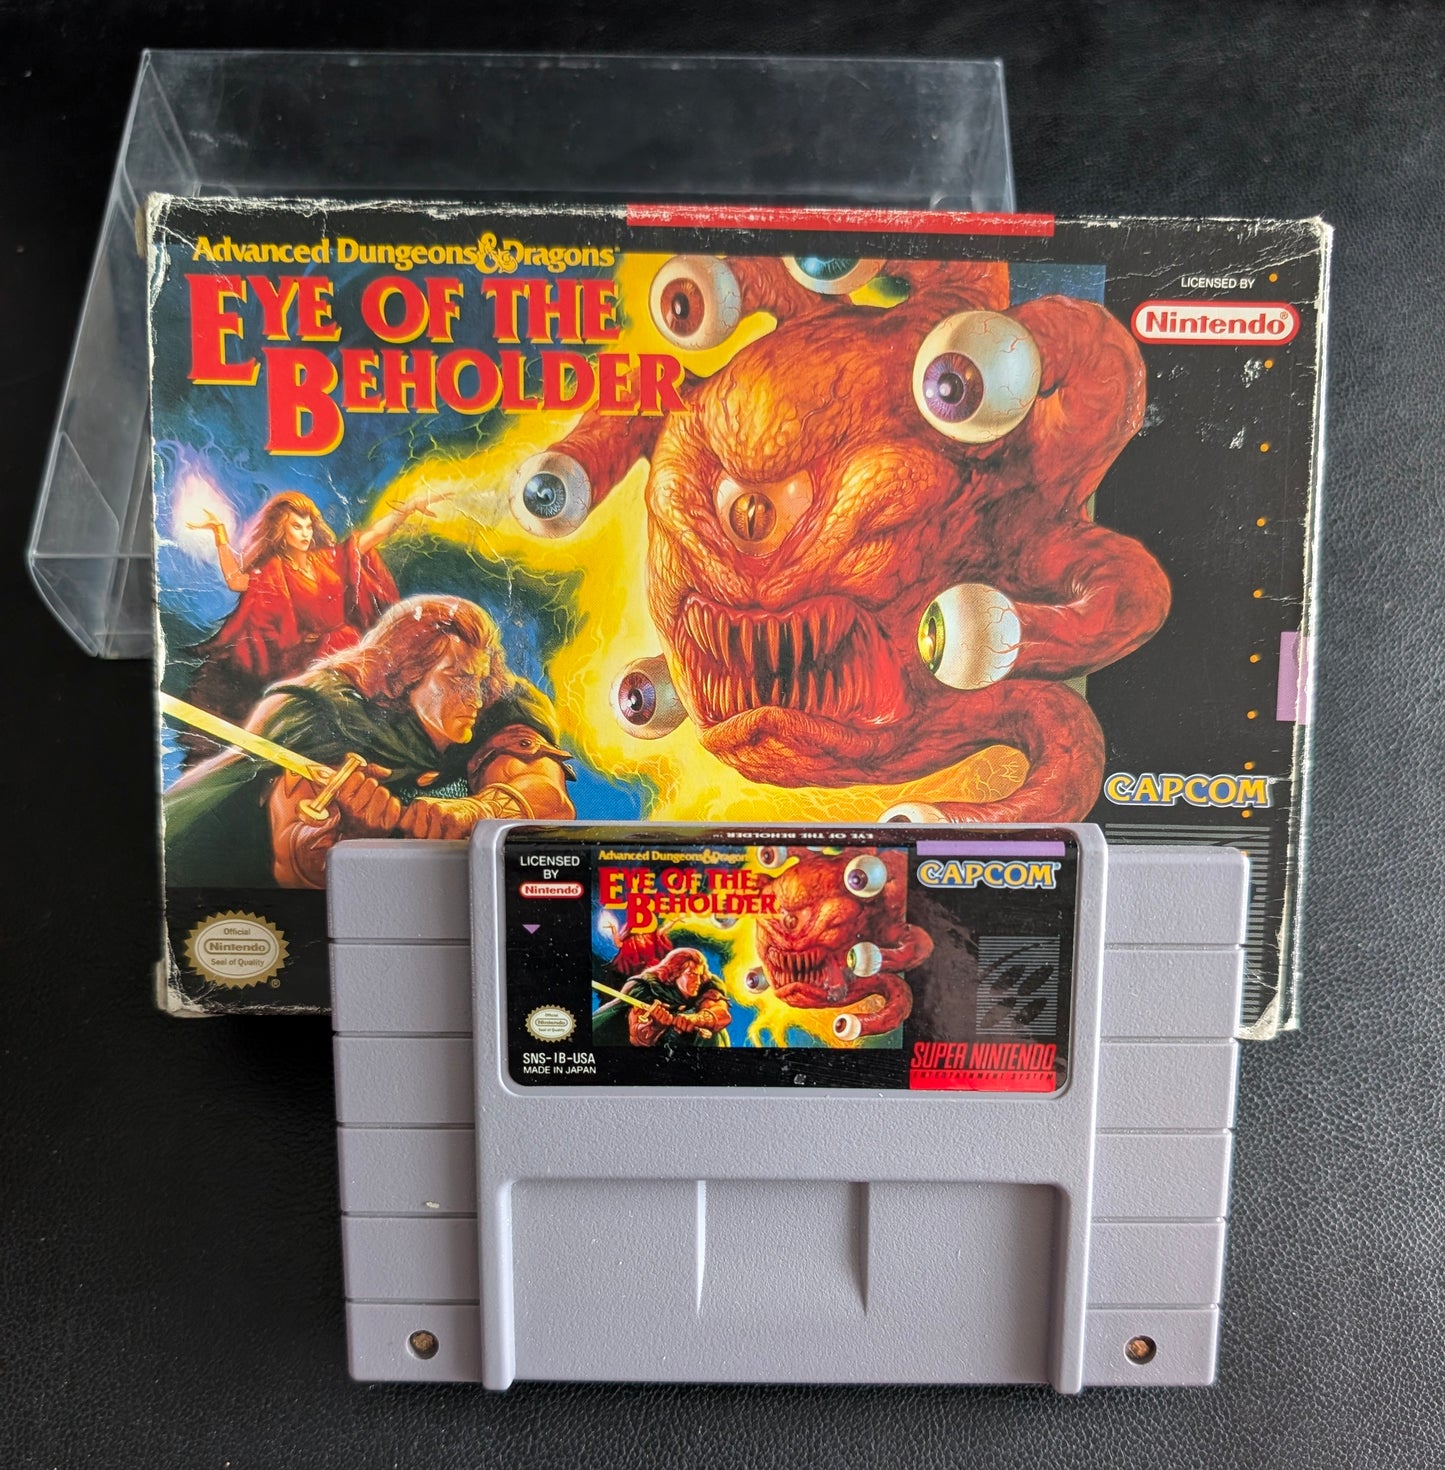 Advanced Dungeons & Dragons
EYE OF THE
BEHOLDER
LICENSED BY
Nintendo®
CAPCOM®
Official
Nintendo
Seal of Quality
®
EYE OF THE BEHOLDER™
LICENSED
BY
Nintendo
Advanced Dungeons & Dragons
EYE OF THE
BEHOLDER
CAPCOM®
Official
Nintendo
Seal of Quality
SNS-IB-USA
MADE IN JAPAN
SUPER NINTENDO
ENTERTAINMENT SYSTEM